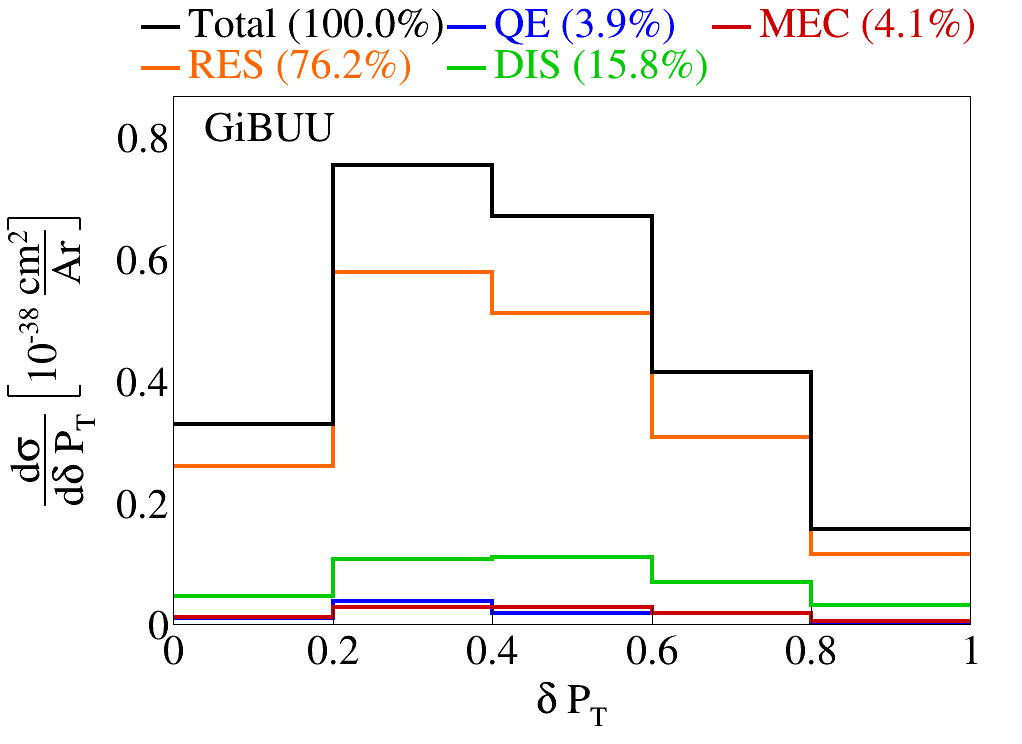 Total (100.0%) QE (3.9%) MEC (4.1%)
RES (76.2%) DIS (15.8%)
GiBUU
dσ/dδ P_T [10^-38 cm^2/Ar]
0.8
0.6
0.4
0.2
0
0 0.2 0.4 0.6 0.8 1
δ P_T